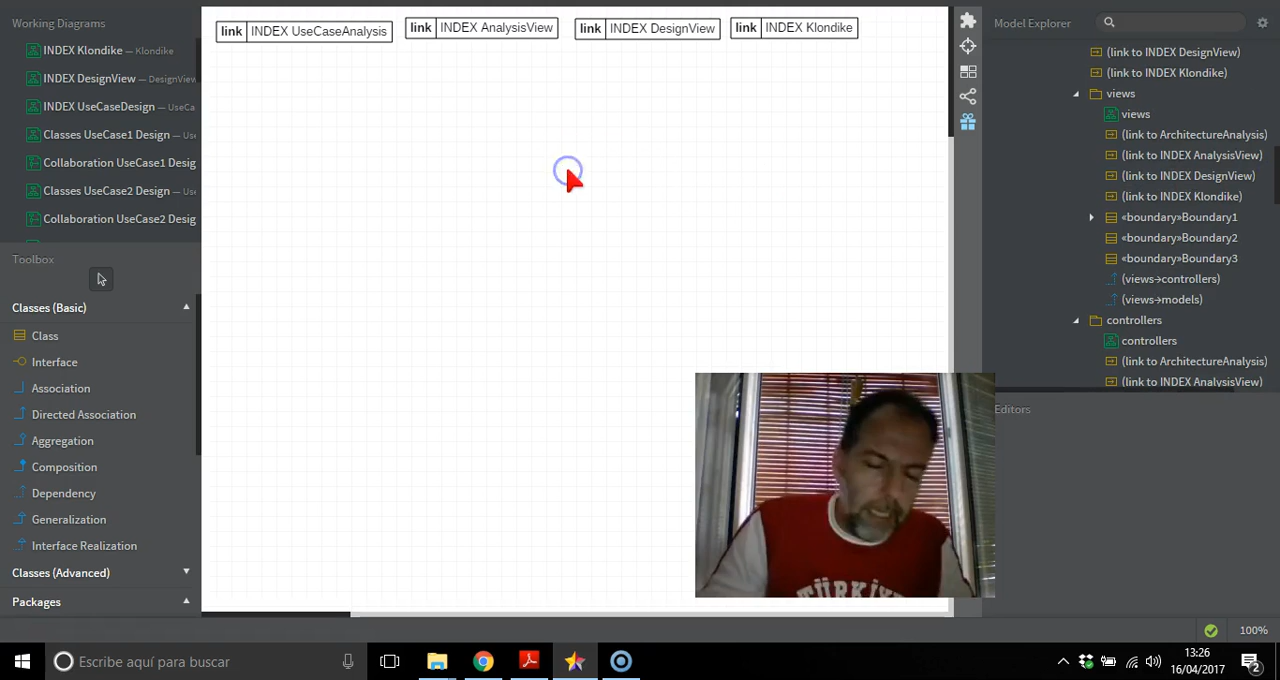 Working Diagrams
INDEX Klondike — Klondike
INDEX DesignView — DesignView
INDEX UseCaseDesign — UseCa
Classes UseCase1 Design — Use
Collaboration UseCase1 Desig
Classes UseCase2 Design — Use
Collaboration UseCase2 Desig
Toolbox
Classes (Basic)
Class
Interface
Association
Directed Association
Aggregation
Composition
Dependency
Generalization
Interface Realization
Classes (Advanced)
Packages
link INDEX UseCaseAnalysis
link INDEX AnalysisView
link INDEX DesignView
link INDEX Klondike
TÜRKİYE
Model Explorer
(link to INDEX DesignView)
(link to INDEX Klondike)
views
views
(link to ArchitectureAnalysis)
(link to INDEX AnalysisView)
(link to INDEX DesignView)
(link to INDEX Klondike)
«boundary»Boundary1
«boundary»Boundary2
«boundary»Boundary3
(views→controllers)
(views→models)
controllers
controllers
(link to ArchitectureAnalysis)
(link to INDEX AnalysisView)
Editors
100%
Escribe aquí para buscar
13:26
16/04/2017
2